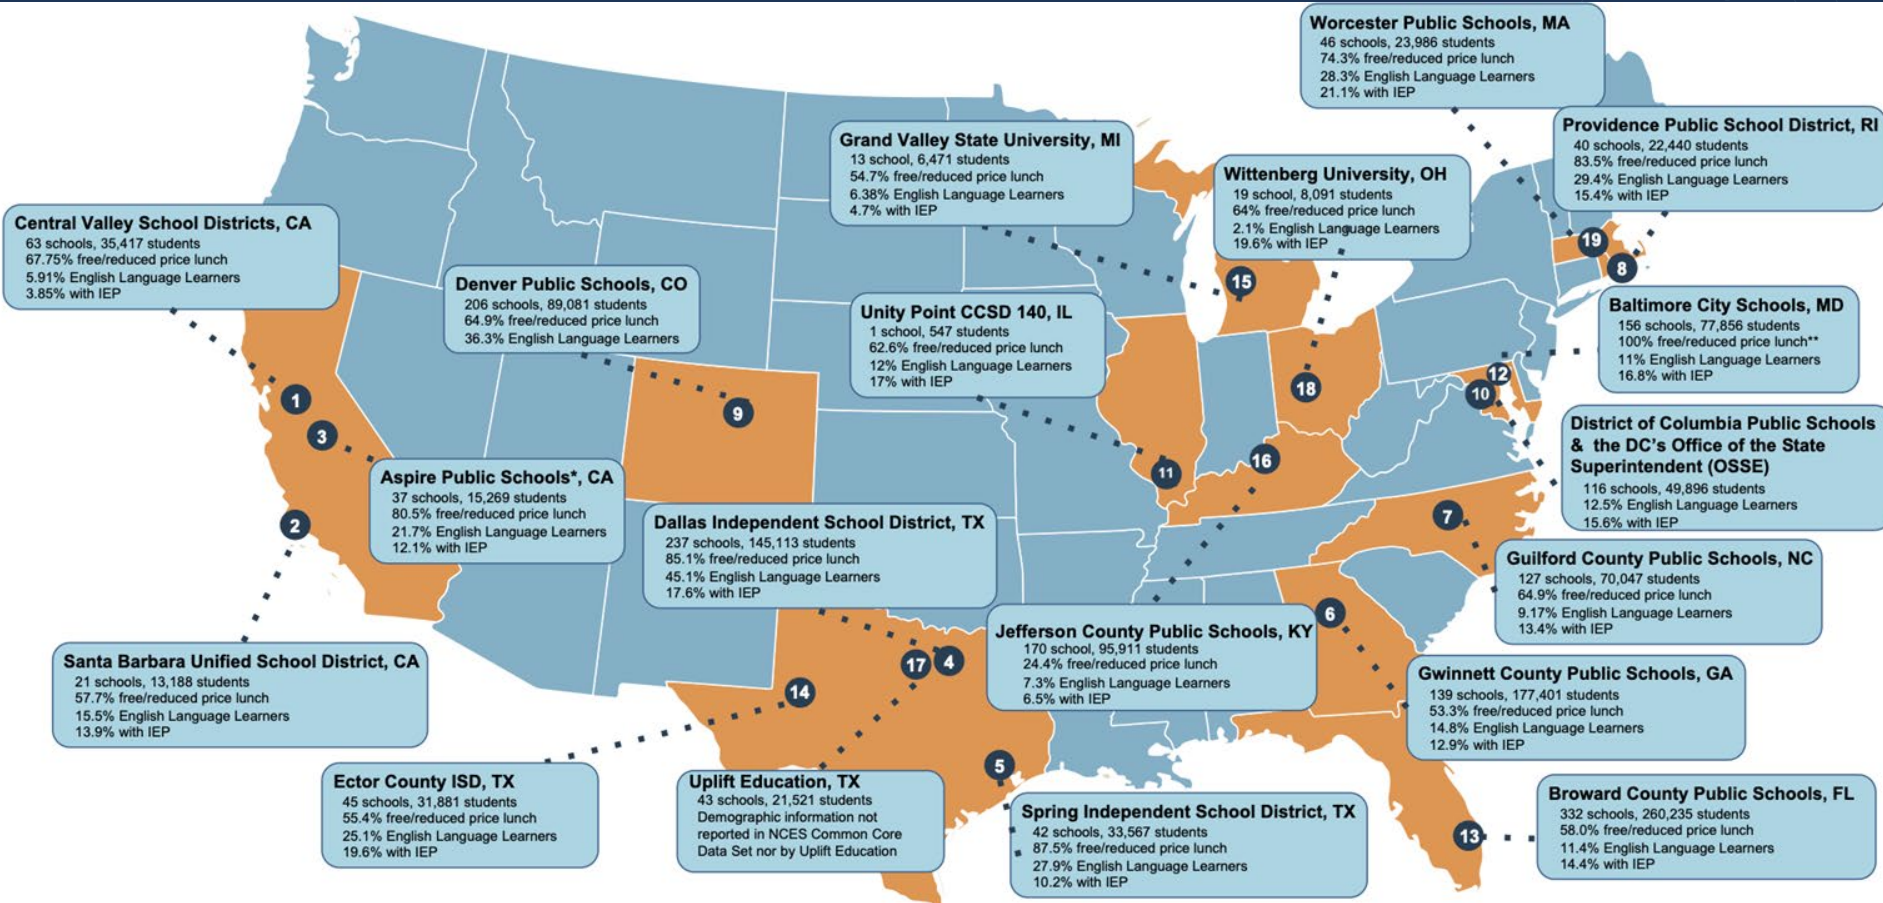 Worcester Public Schools, MA
46 schools, 23,986 students
74.3% free/reduced price lunch
28.3% English Language Learners
21.1% with IEP
Providence Public School District, RI
40 schools, 22,440 students
83.5% free/reduced price lunch
29.4% English Language Learners
15.4% with IEP
Grand Valley State University, MI
13 school, 6,471 students
54.7% free/reduced price lunch
6.38% English Language Learners
4.7% with IEP
Wittenberg University, OH
19 school, 8,091 students
64% free/reduced price lunch
2.1% English Language Learners
19.6% with IEP
Central Valley School Districts, CA
63 schools, 35,417 students
67.75% free/reduced price lunch
5.91% English Language Learners
3.85% with IEP
Denver Public Schools, CO
206 schools, 89,081 students
64.9% free/reduced price lunch
36.3% English Language Learners
Unity Point CCSD 140, IL
1 school, 547 students
62.6% free/reduced price lunch
12% English Language Learners
17% with IEP
Baltimore City Schools, MD
156 schools, 77,856 students
100% free/reduced price lunch**
11% English Language Learners
16.8% with IEP
19
8
15
12
10
18
1
9
3
16
11
2
7
6
17
4
14
5
13
District of Columbia Public Schools
& the DC's Office of the State
Superintendent (OSSE)
116 schools, 49,896 students
12.5% English Language Learners
15.6% with IEP
Aspire Public Schools*, CA
37 schools, 15,269 students
80.5% free/reduced price lunch
21.7% English Language Learners
12.1% with IEP
Dallas Independent School District, TX
237 schools, 145,113 students
85.1% free/reduced price lunch
45.1% English Language Learners
17.6% with IEP
Guilford County Public Schools, NC
127 schools, 70,047 students
64.9% free/reduced price lunch
9.17% English Language Learners
13.4% with IEP
Jefferson County Public Schools, KY
170 school, 95,911 students
24.4% free/reduced price lunch
7.3% English Language Learners
6.5% with IEP
Santa Barbara Unified School District, CA
21 schools, 13,188 students
57.7% free/reduced price lunch
15.5% English Language Learners
13.9% with IEP
Gwinnett County Public Schools, GA
139 schools, 177,401 students
53.3% free/reduced price lunch
14.8% English Language Learners
12.9% with IEP
Ector County ISD, TX
45 schools, 31,881 students
55.4% free/reduced price lunch
25.1% English Language Learners
19.6% with IEP
Uplift Education, TX
43 schools, 21,521 students
Demographic information not
reported in NCES Common Core
Data Set nor by Uplift Education
Spring Independent School District, TX
42 schools, 33,567 students
87.5% free/reduced price lunch
27.9% English Language Learners
10.2% with IEP
Broward County Public Schools, FL
332 schools, 260,235 students
58.0% free/reduced price lunch
11.4% English Language Learners
14.4% with IEP